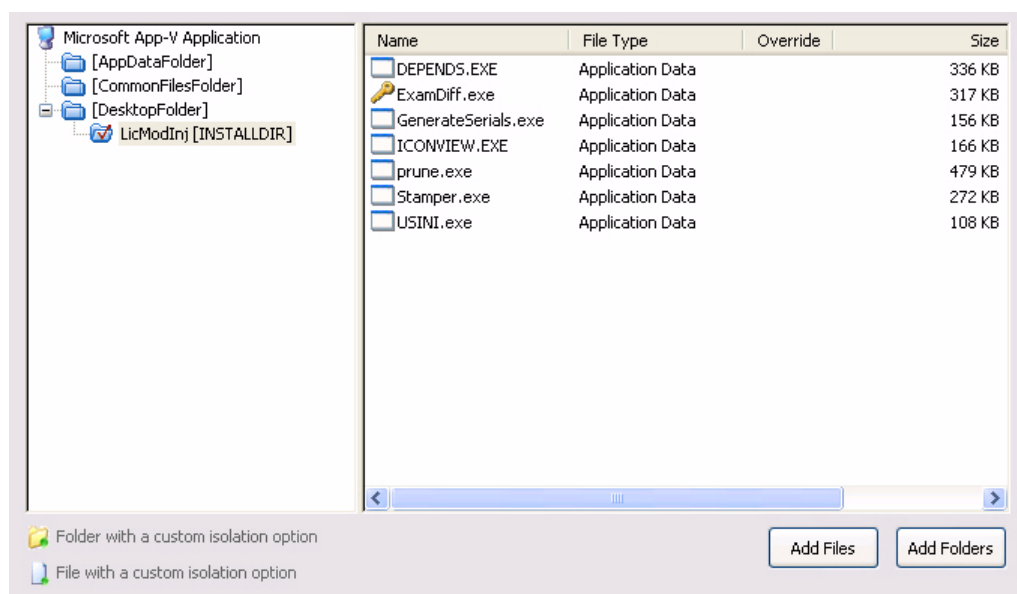 Microsoft App-V Application
[AppDataFolder]
[CommonFilesFolder]
[DesktopFolder]
LicModInj [INSTALLDIR]
Name File Type Override Size
DEPENDS.EXE Application Data 336 KB
ExamDiff.exe Application Data 317 KB
GenerateSerials.exe Application Data 156 KB
ICONVIEW.EXE Application Data 166 KB
prune.exe Application Data 479 KB
Stamper.exe Application Data 272 KB
USINI.exe Application Data 108 KB
Folder with a custom isolation option
File with a custom isolation option
Add Files Add Folders